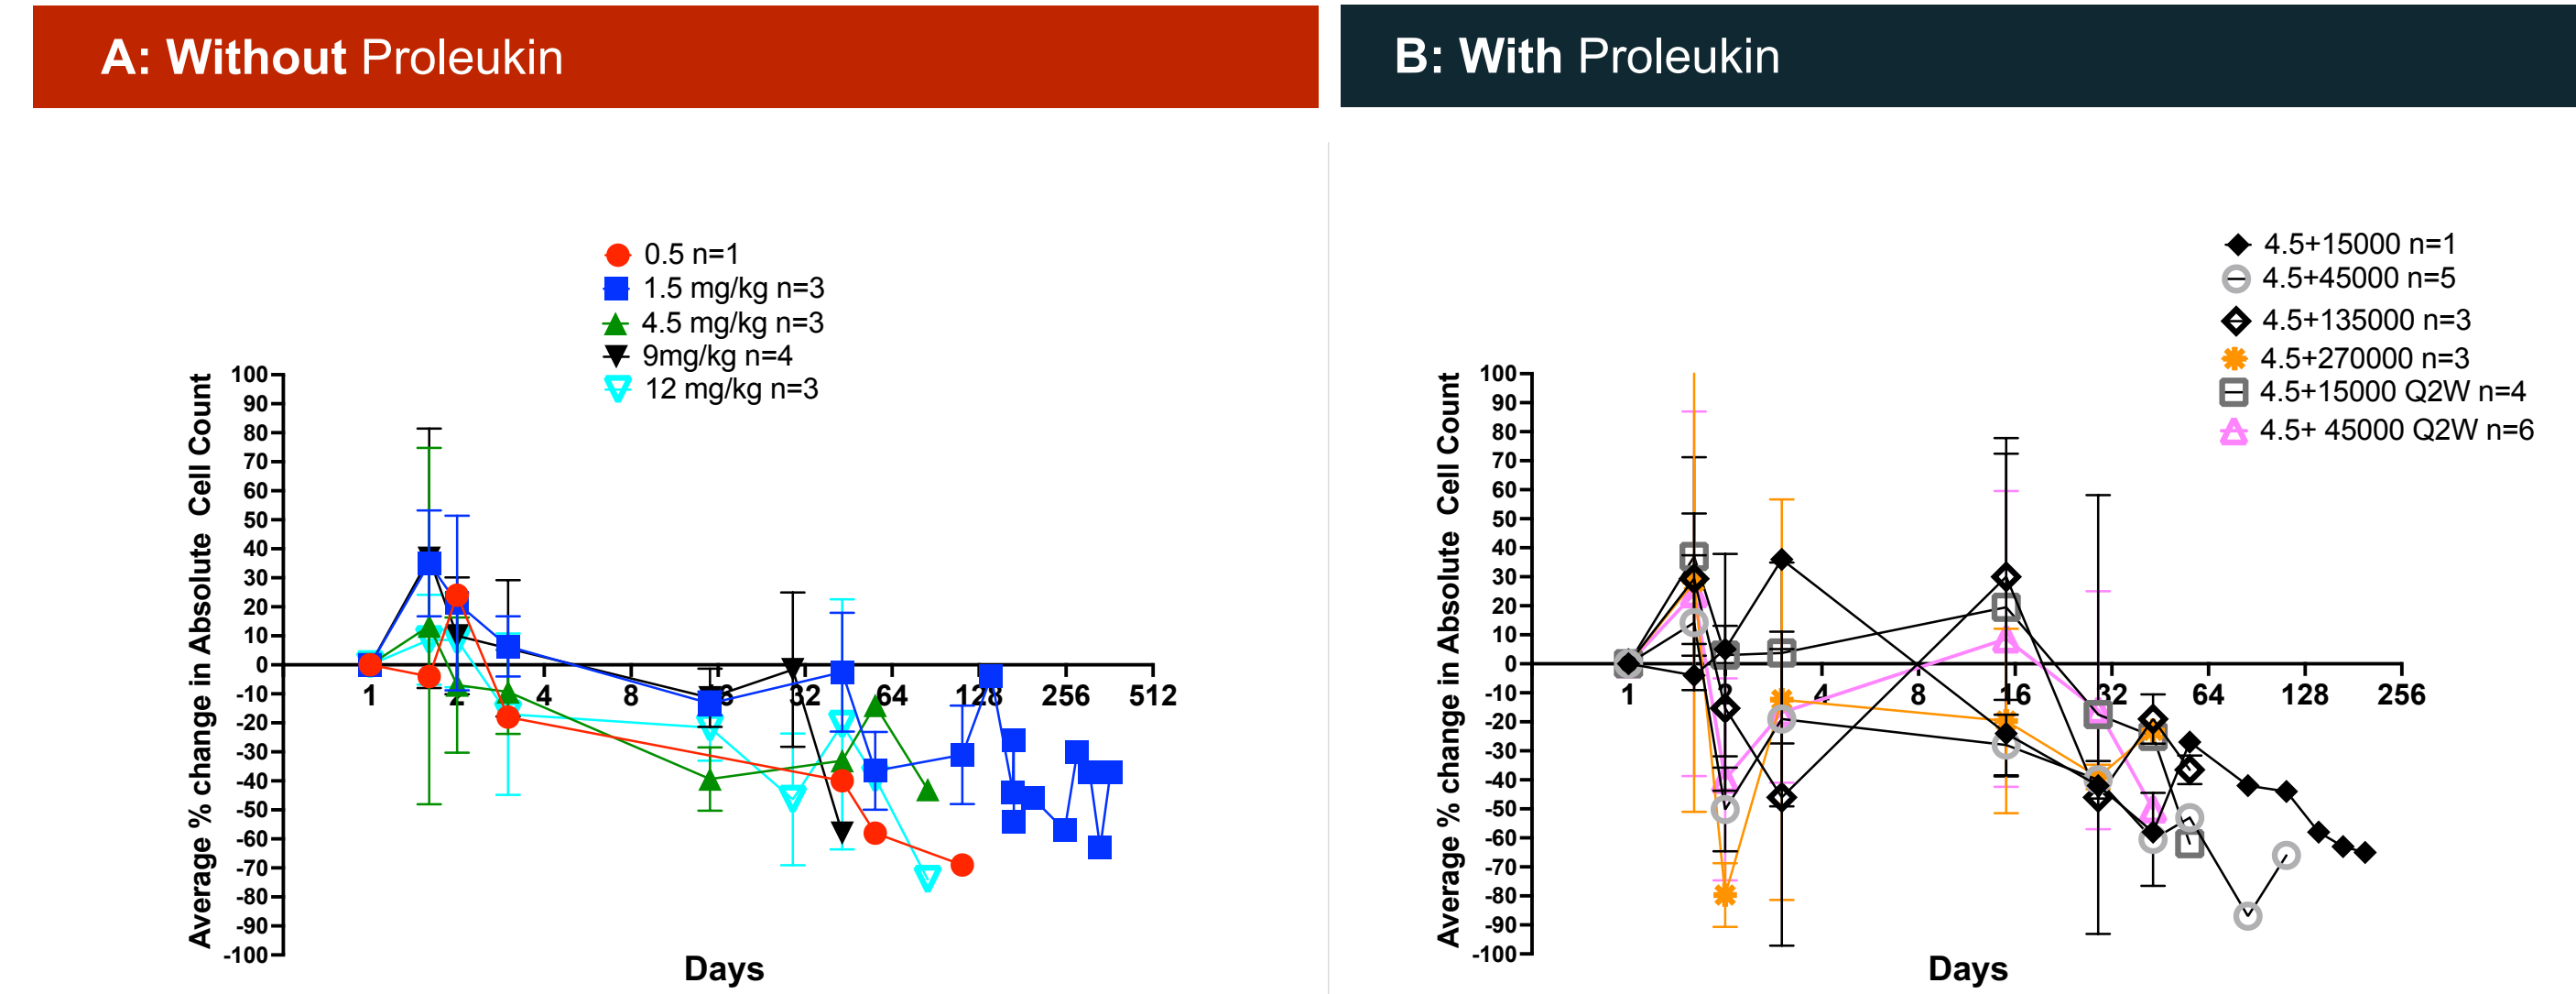 A: Without Proleukin
B: With Proleukin
0.5 n=1
1.5 mg/kg n=3
4.5 mg/kg n=3
9mg/kg n=4
12 mg/kg n=3
Average % change in Absolute Cell Count
100
90
80
70
60
50
40
30
20
10
0
-10
-20
-30
-40
-50
-60
-70
-80
-90
-100
1 2 4 8 16 32 64 128 256 512
Days
4.5+15000 n=1
4.5+45000 n=5
4.5+135000 n=3
4.5+270000 n=3
4.5+15000 Q2W n=4
4.5+ 45000 Q2W n=6
Average % change in Absolute Cell Count
100
90
80
70
60
50
40
30
20
10
0
-10
-20
-30
-40
-50
-60
-70
-80
-90
-100
1 2 4 8 16 32 64 128 256
Days